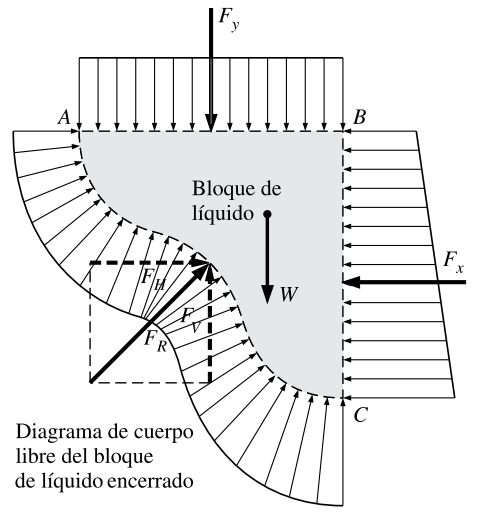 F_y
A
B
Bloque de
líquido
F_x
F_H
W
F_V
F_R
C
Diagrama de cuerpo
libre del bloque
de líquido encerrado